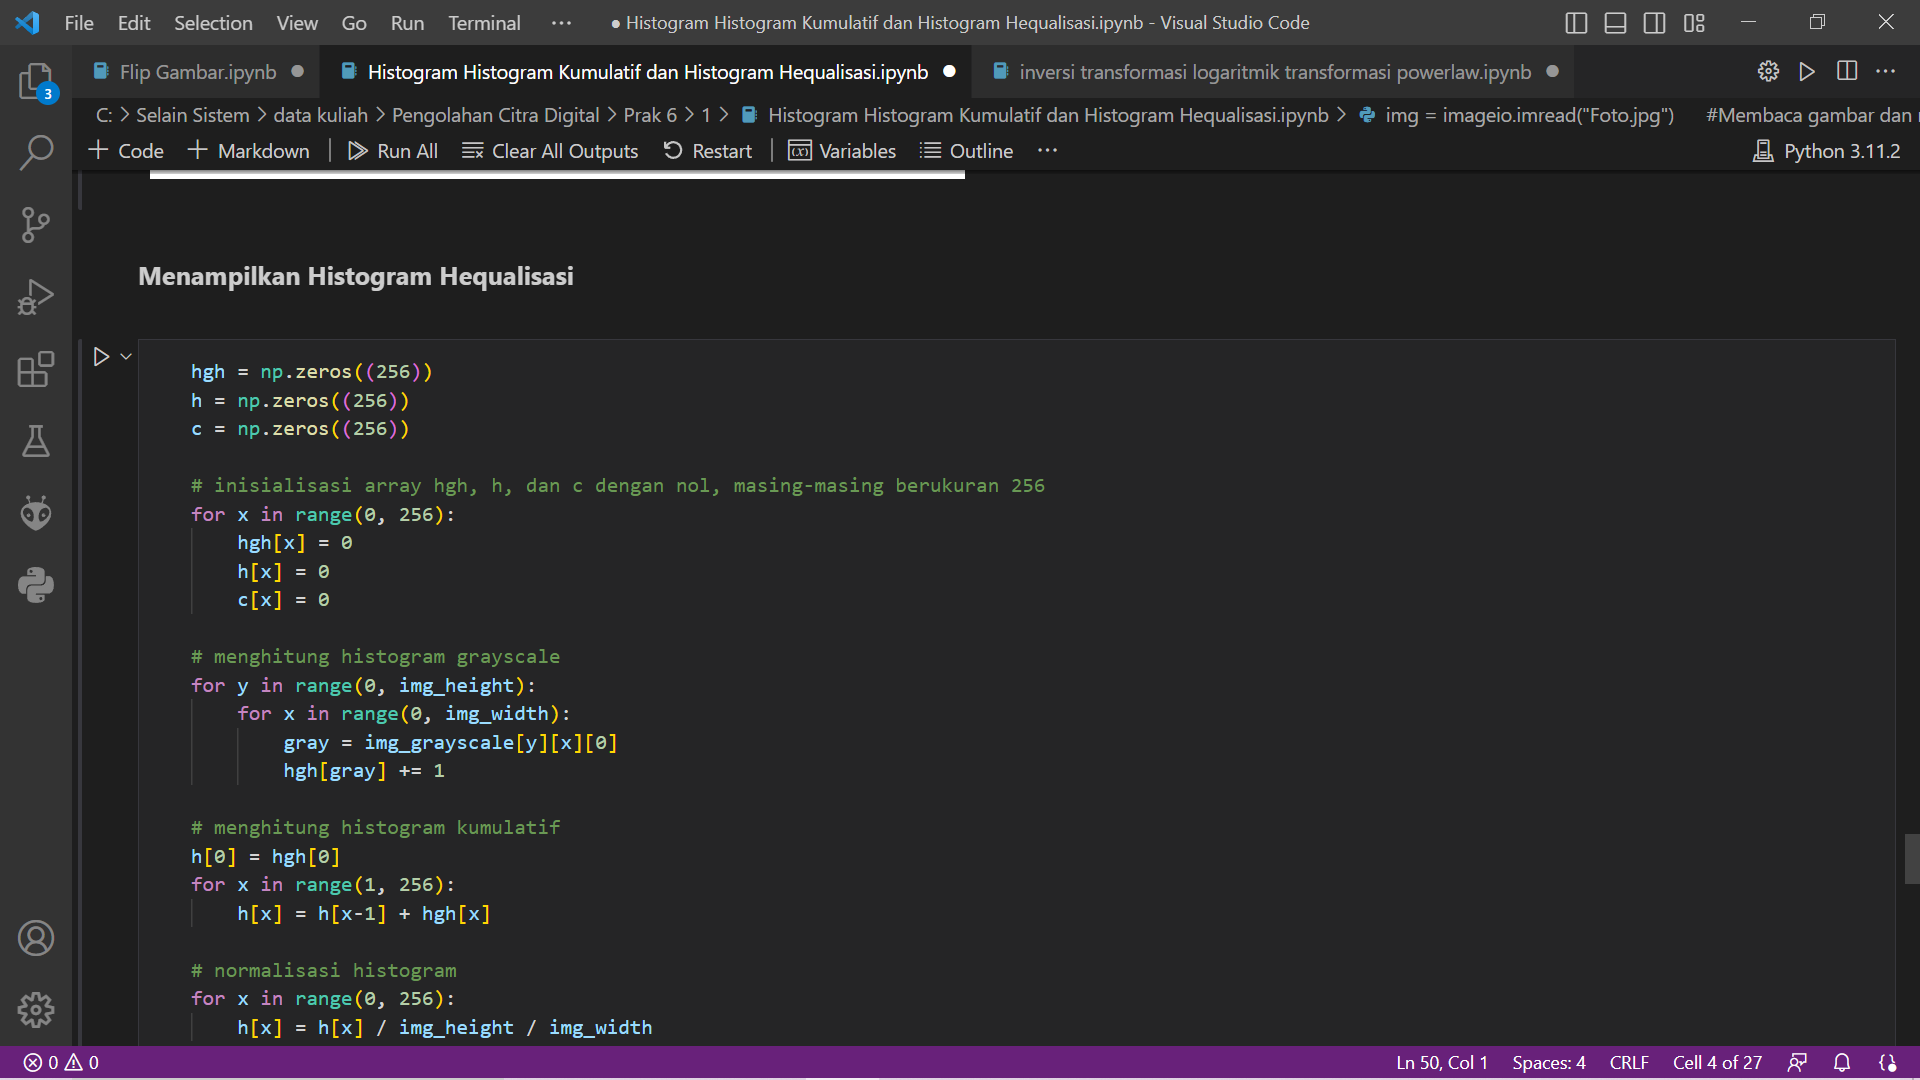 File Edit Selection View Go Run Terminal ··· ● Histogram Histogram Kumulatif dan Histogram Hequalisasi.ipynb - Visual Studio Code
Flip Gambar.ipynb ● Histogram Histogram Kumulatif dan Histogram Hequalisasi.ipynb ● inversi transformasi logaritmik transformasi powerlaw.ipynb ●
C: > Selain Sistem > data kuliah > Pengolahan Citra Digital > Prak 6 > 1 > Histogram Histogram Kumulatif dan Histogram Hequalisasi.ipynb > img = imageio.imread("Foto.jpg") #Membaca gambar dan
+ Code + Markdown | Run All Clear All Outputs Restart | Variables Outline ··· Python 3.11.2
3
Menampilkan Histogram Hequalisasi
hgh = np.zeros((256))
h = np.zeros((256))
c = np.zeros((256))
# inisialisasi array hgh, h, dan c dengan nol, masing-masing berukuran 256
for x in range(0, 256):
    hgh[x] = 0
    h[x] = 0
    c[x] = 0
# menghitung histogram grayscale
for y in range(0, img_height):
    for x in range(0, img_width):
        gray = img_grayscale[y][x][0]
        hgh[gray] += 1
# menghitung histogram kumulatif
h[0] = hgh[0]
for x in range(1, 256):
    h[x] = h[x-1] + hgh[x]
# normalisasi histogram
for x in range(0, 256):
    h[x] = h[x] / img_height / img_width
0 0 Ln 50, Col 1 Spaces: 4 CRLF Cell 4 of 27